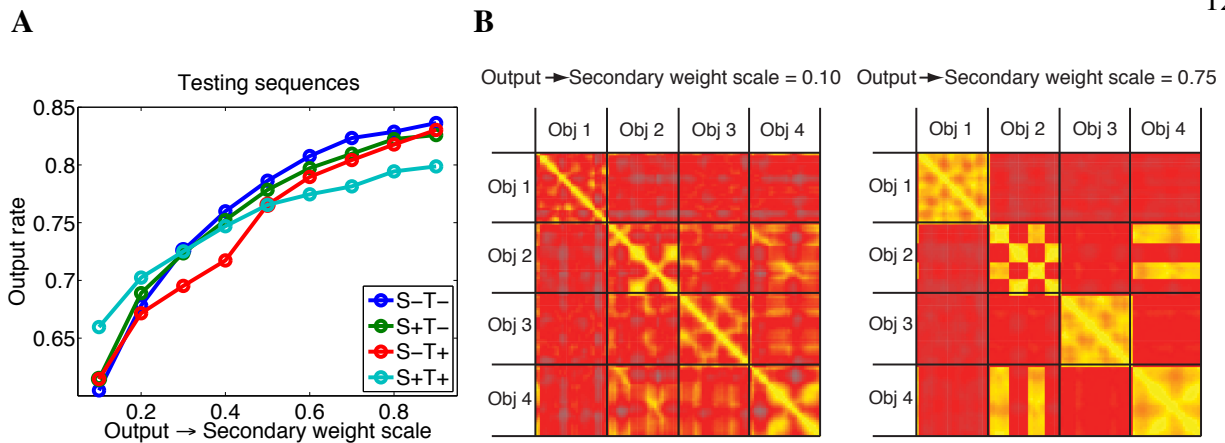 12
A
B
Testing sequences
Output rate
0.85
0.8
0.75
0.7
0.65
0.2
0.4
0.6
0.8
Output → Secondary weight scale
S−T−
S+T−
S−T+
S+T+
Output → Secondary weight scale = 0.10
Obj 1 Obj 2 Obj 3 Obj 4
Obj 1
Obj 2
Obj 3
Obj 4
Output → Secondary weight scale = 0.75
Obj 1 Obj 2 Obj 3 Obj 4
Obj 1
Obj 2
Obj 3
Obj 4